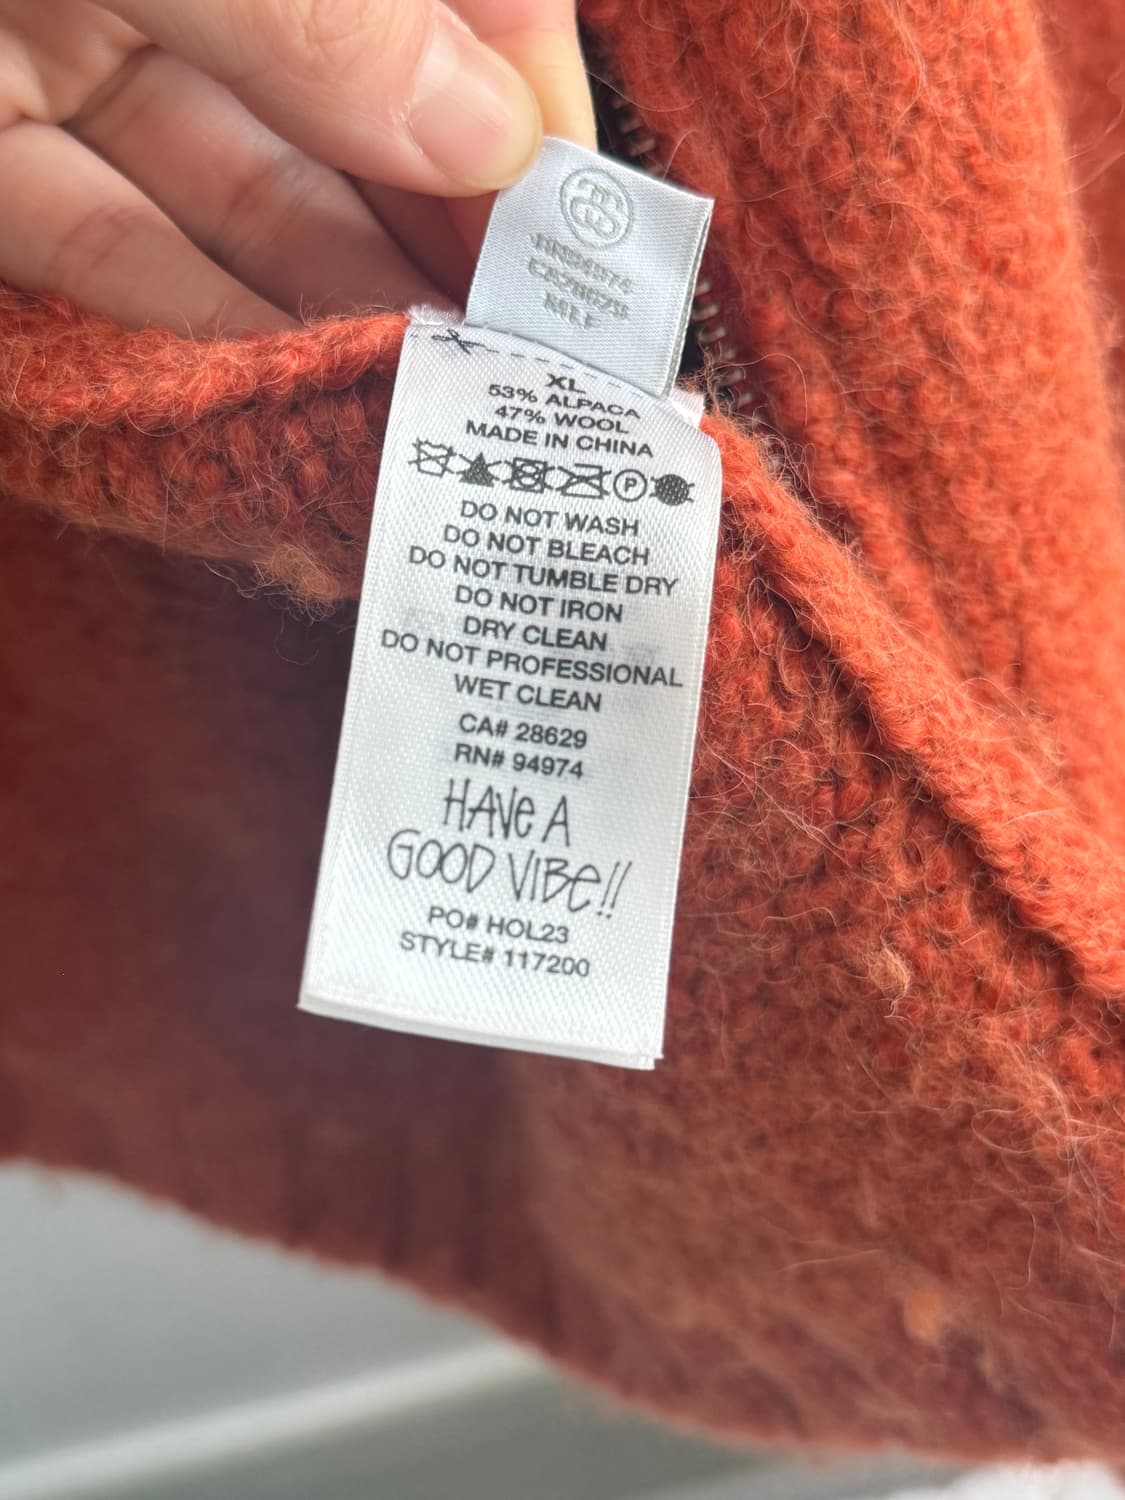 XL
53% ALPACA
47% WOOL
MADE IN CHINA
P
DO NOT WASH
DO NOT BLEACH
DO NOT TUMBLE DRY
DO NOT IRON
DRY CLEAN
DO NOT PROFESSIONAL
WET CLEAN
CA# 28629
RN# 94974
HAVE A
GOOD VIBE!!
PO# HOL23
STYLE# 117200